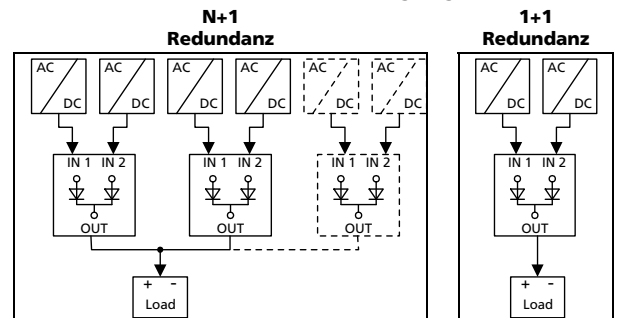 N+1 1+1
Redundanz Redundanz
AC AC AC AC AC AC AC AC
DC DC DC DC DC DC DC DC
IN 1 IN 2 IN 1 IN 2 IN 1 IN 2 IN 1 IN 2
OUT OUT OUT OUT
+ - + -
Load Load